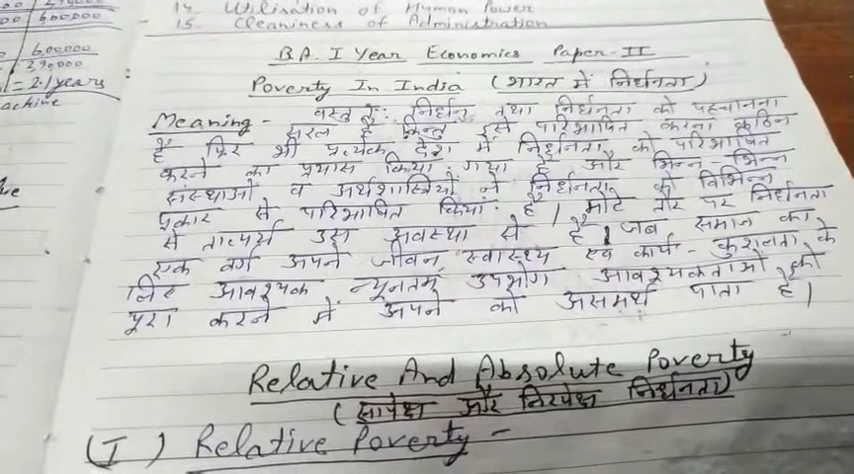 14. Utilisation of Human Power
15. Cleaniness of Administration
00 600000
600000
290000
= 2.1 years
achine
B.A. I Year Economics Paper-II
Poverty In India (भारत में निर्धनता)
Meaning - वस्तुतः निर्धन तथा निर्धनता को पहचानना
सरल है किन्तु इसे परिभाषित करना कठिन
है फिर भी प्रत्येक देश में निर्धनता को परिभाषित
करने का प्रयास किया गया है और भिन्न-भिन्न
संस्थाओं व अर्थशास्त्रियों ने निर्धनता को विभिन्न
प्रकार से परिभाषित किया है। मोटे तौर पर निर्धनता
से तात्पर्य उस अवस्था से है। जब समाज का
एक वर्ग अपने जीवन, स्वास्थ्य एवं कार्य-कुशलता के
लिए आवश्यक न्यूनतम उपभोग आवश्यकताओं को
पूरा करने में अपने को असमर्थ पाता है।
Relative And Absolute Poverty
(सापेक्ष और निरपेक्ष निर्धनता)
(I) Relative Poverty -